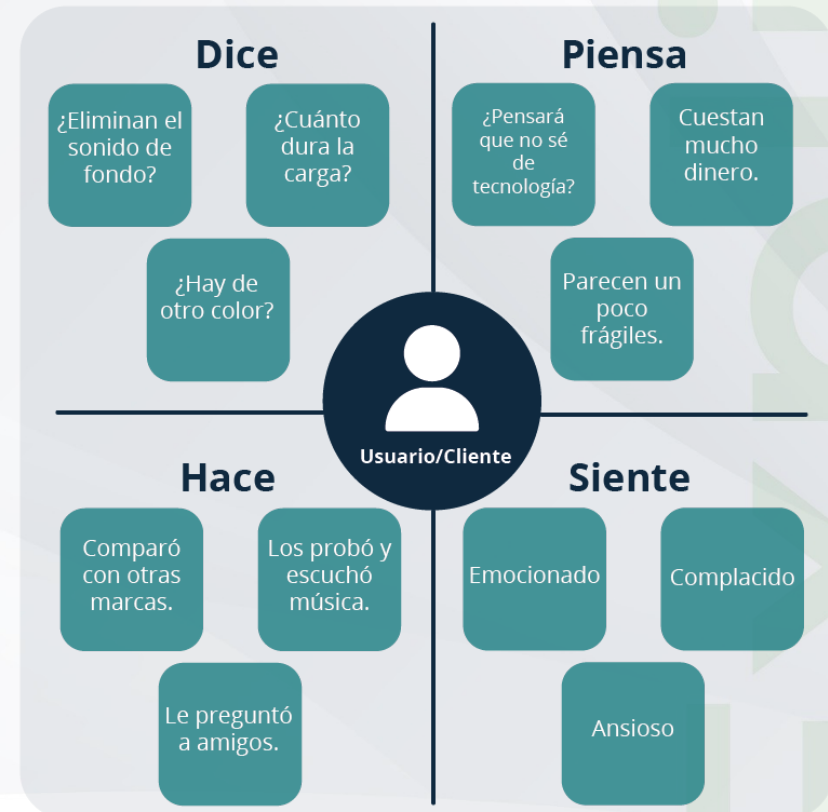 Dice
¿Eliminan el
sonido de
fondo?
¿Cuánto
dura la
carga?
¿Hay de
otro color?
Piensa
¿Pensará
que no sé
de
tecnología?
Cuestan
mucho
dinero.
Parecen un
poco
frágiles.
Usuario/Cliente
Hace
Comparó
con otras
marcas.
Los probó y
escuchó
música.
Le preguntó
a amigos.
Siente
Emocionado
Complacido
Ansioso